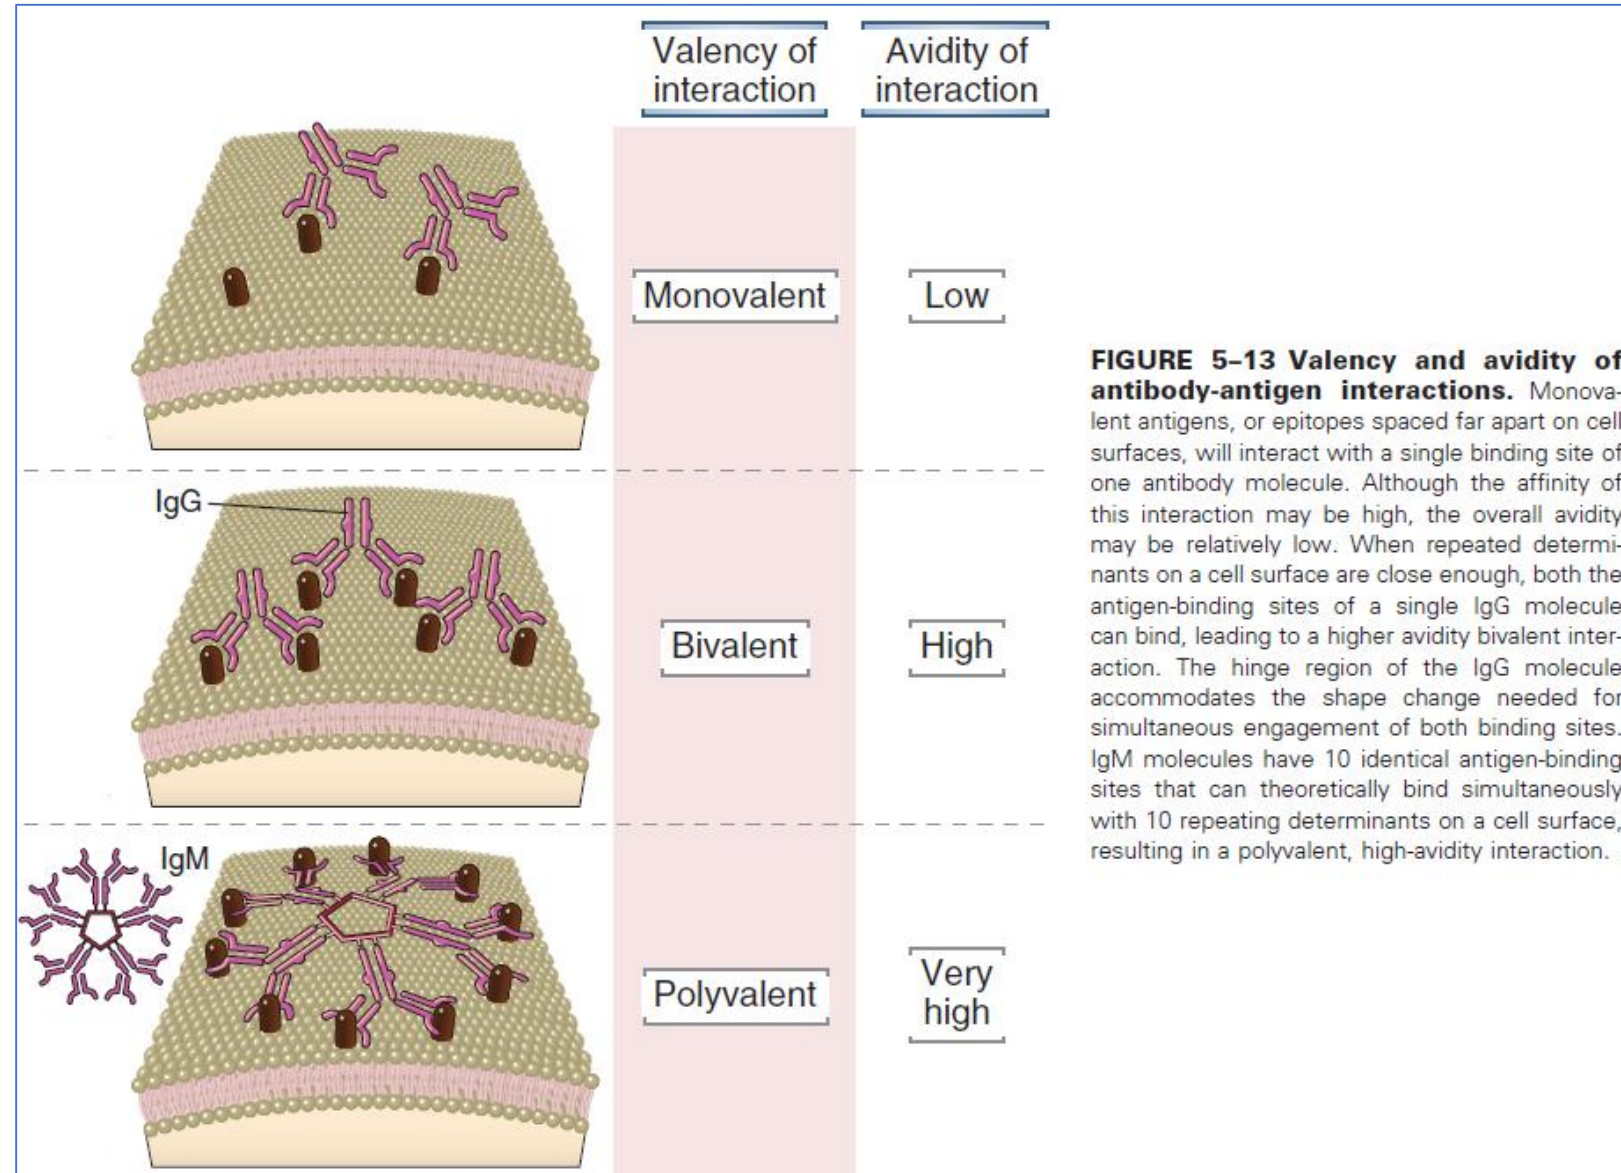 Valency of
interaction
Avidity of
interaction
Monovalent
Low
IgG
Bivalent
High
IgM
Polyvalent
Very
high
FIGURE 5–13 Valency and avidity of
antibody-antigen interactions. Monova-
lent antigens, or epitopes spaced far apart on cell
surfaces, will interact with a single binding site of
one antibody molecule. Although the affinity of
this interaction may be high, the overall avidity
may be relatively low. When repeated determi-
nants on a cell surface are close enough, both the
antigen-binding sites of a single IgG molecule
can bind, leading to a higher avidity bivalent inter-
action. The hinge region of the IgG molecule
accommodates the shape change needed for
simultaneous engagement of both binding sites.
IgM molecules have 10 identical antigen-binding
sites that can theoretically bind simultaneously
with 10 repeating determinants on a cell surface,
resulting in a polyvalent, high-avidity interaction.